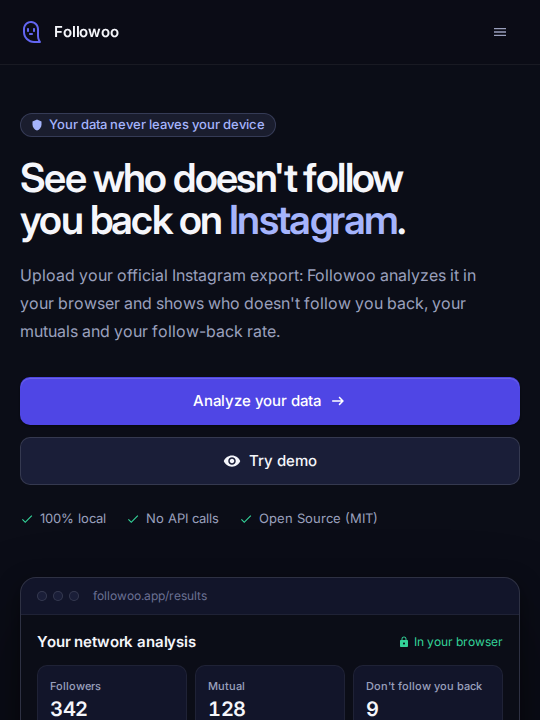 Followoo
Your data never leaves your device
See who doesn't follow
you back on Instagram.
Upload your official Instagram export: Followoo analyzes it in
your browser and shows who doesn't follow you back, your
mutuals and your follow-back rate.
Analyze your data →
Try demo
100% local No API calls Open Source (MIT)
followoo.app/results
Your network analysis In your browser
Followers Mutual Don't follow you back
342 128 9